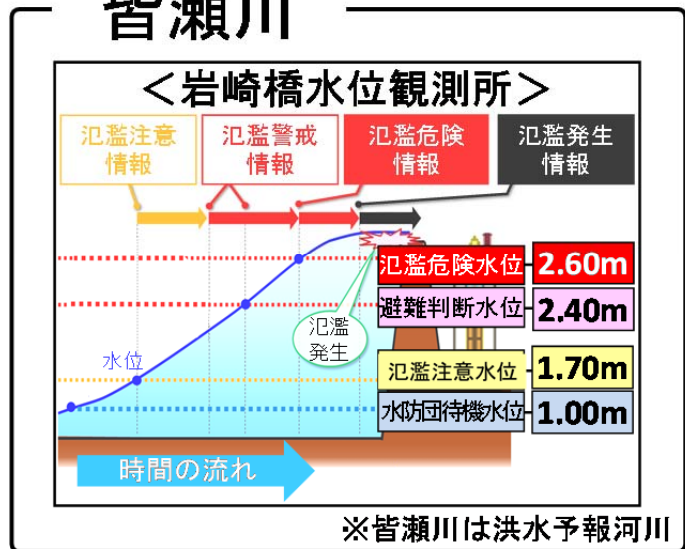 皆瀬川
＜岩崎橋水位観測所＞
氾濫注意
情報
氾濫警戒
情報
氾濫危険
情報
氾濫発生
情報
氾濫危険水位
2.60m
避難判断水位
2.40m
氾濫
発生
水位
氾濫注意水位
1.70m
水防団待機水位
1.00m
時間の流れ
※皆瀬川は洪水予報河川